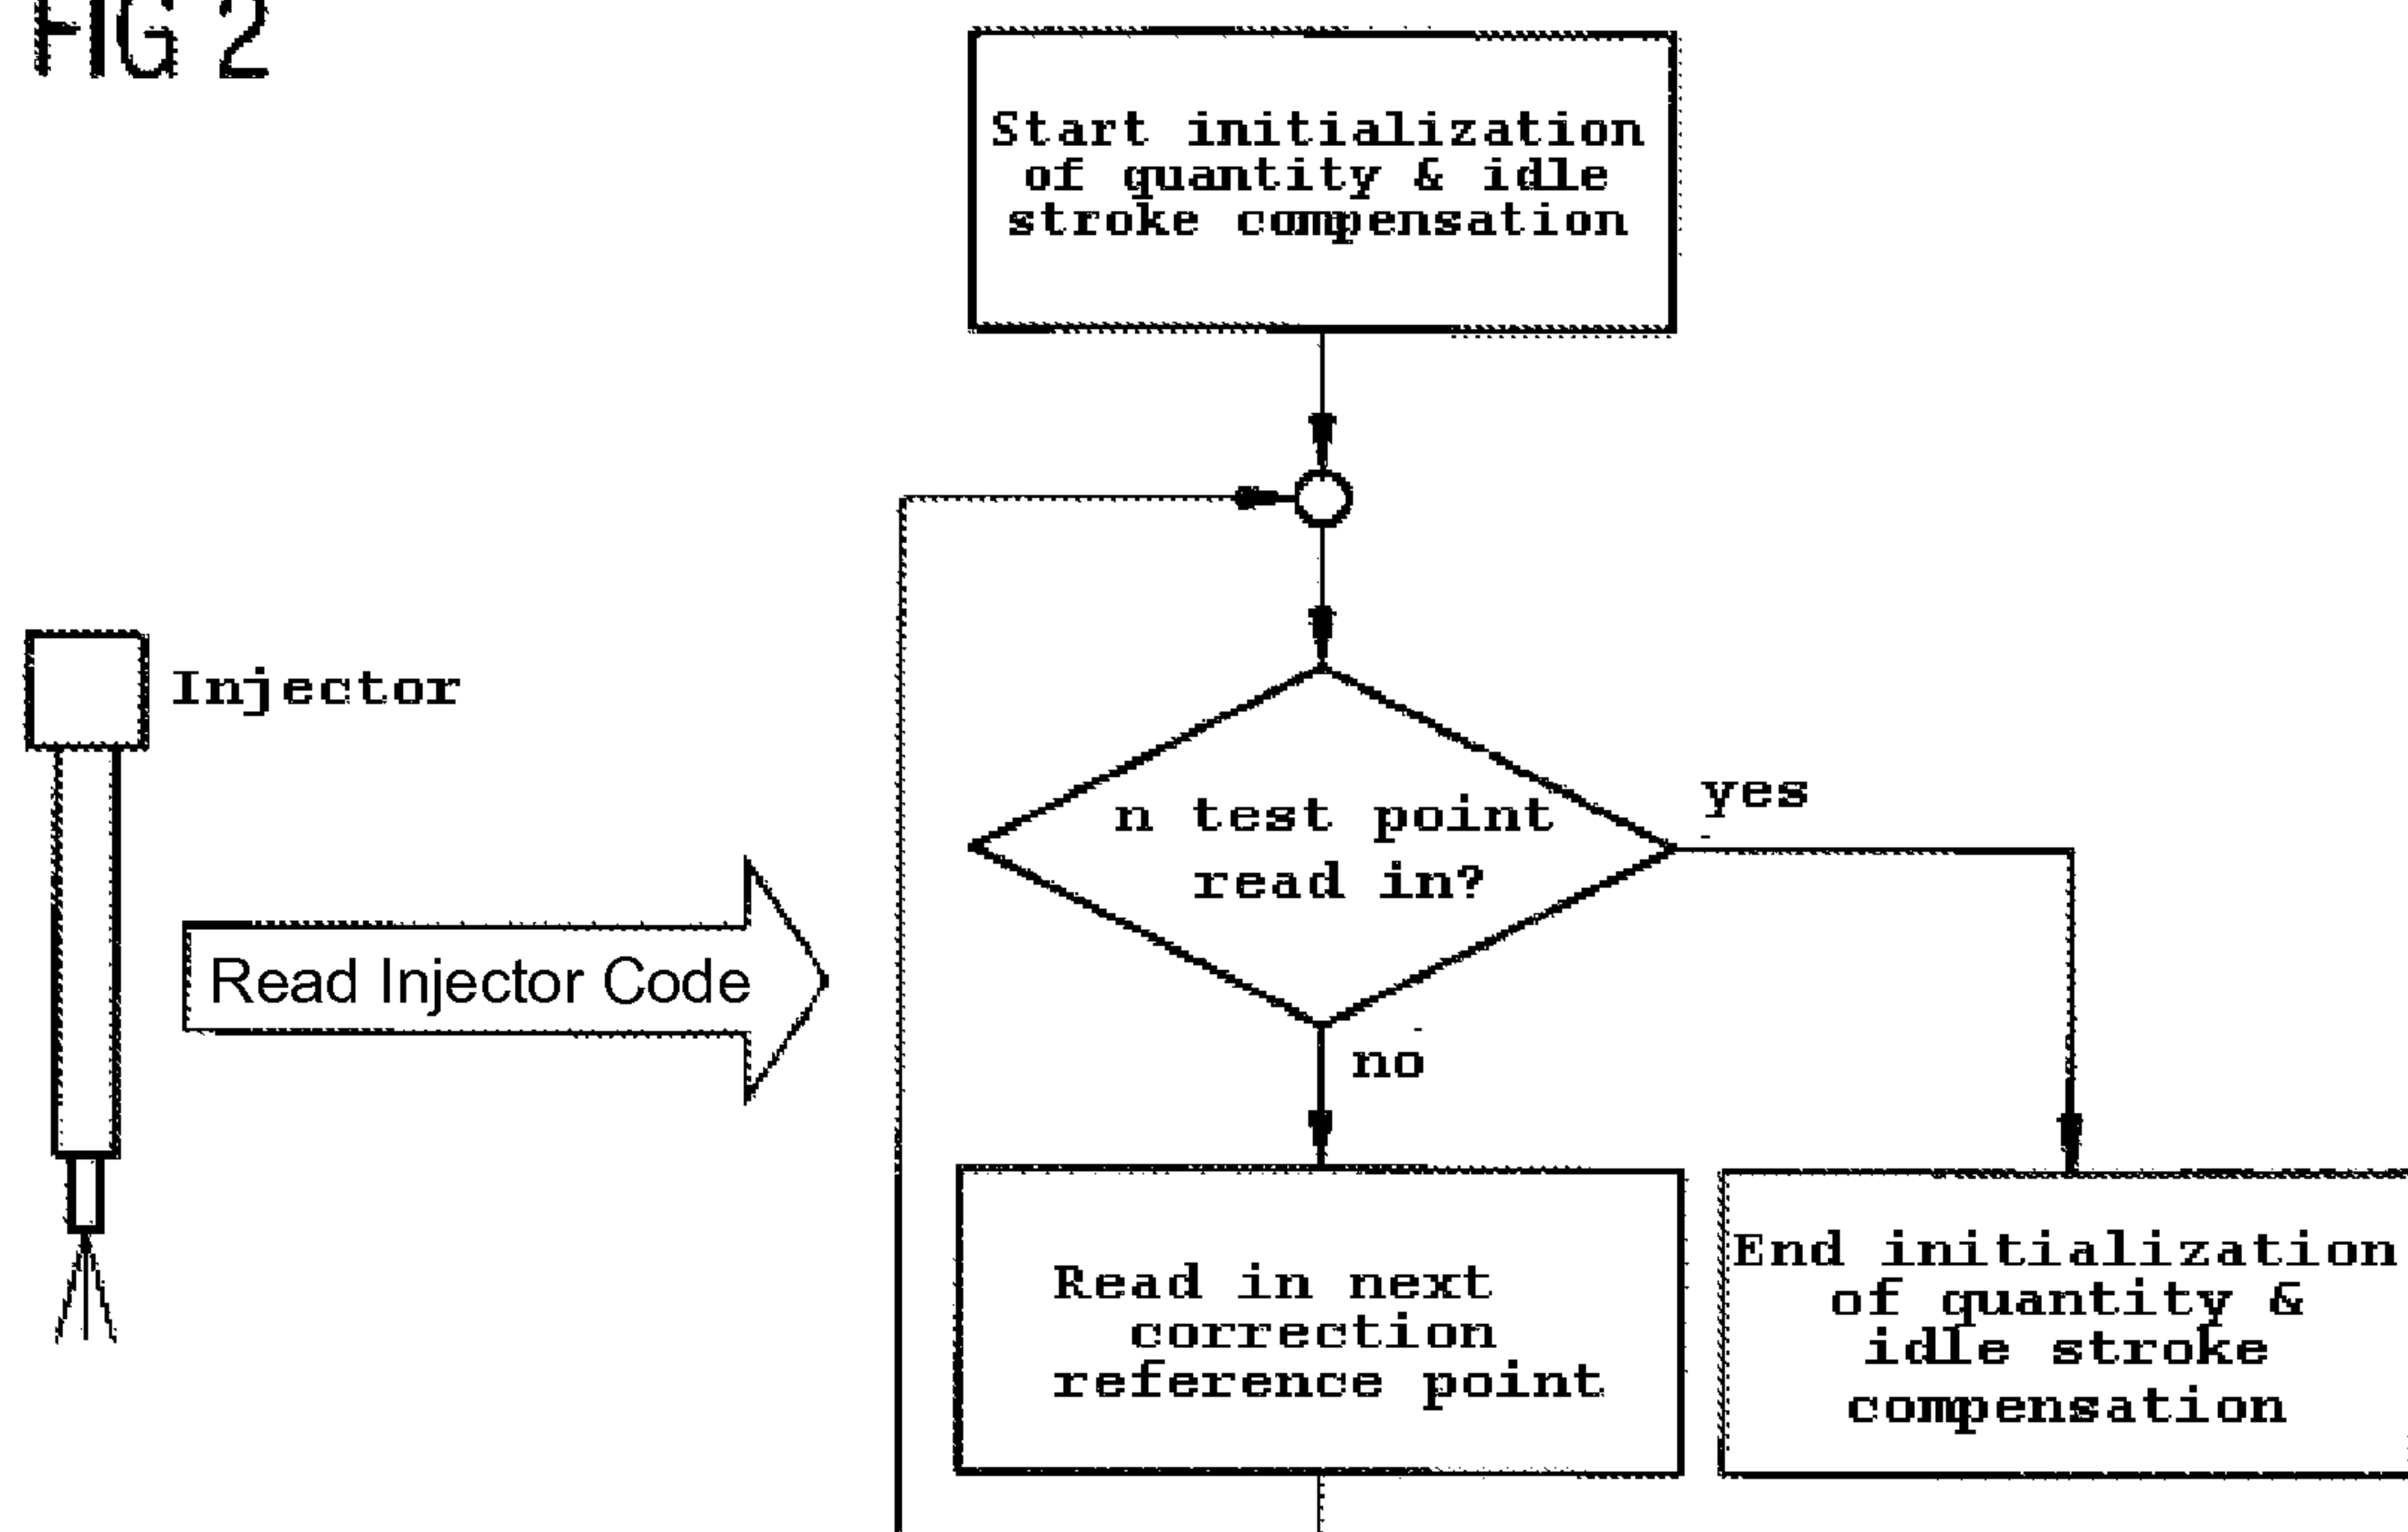 FIG 2
Start initialization
of quantity & idle
stroke compensation
Injector
n test point
read in?
yes
Read Injector Code
no
Read in next
correction
reference point
End initialization
of quantity &
idle stroke
compensation